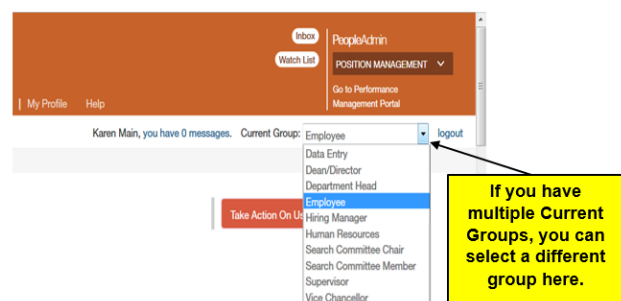 Inbox
PeopleAdmin
Watch List
POSITION MANAGEMENT
Go to Performance
Management Portal
| My Profile Help
Karen Main, you have 0 messages. Current Group: Employee logout
Data Entry
Dean/Director
Department Head
Employee
Take Action On Us
Hiring Manager
Human Resources
Search Committee Chair
Search Committee Member
Supervisor
Vice Chancellor
If you have
multiple Current
Groups, you can
select a different
group here.